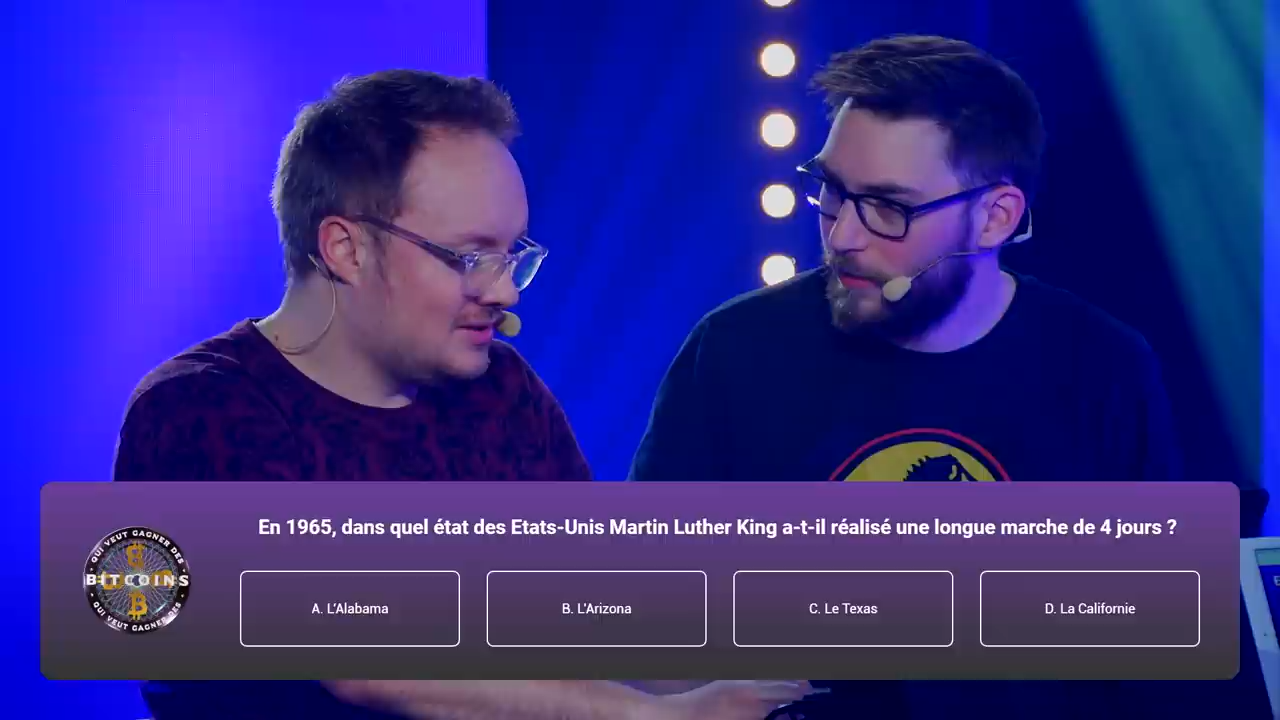 En 1965, dans quel état des Etats-Unis Martin Luther King a-t-il réalisé une longue marche de 4 jours ?
QUI VEUT GAGNER DES
BITCOINS
QUI VEUT GAGNER DES
A. L'Alabama
B. L'Arizona
C. Le Texas
D. La Californie